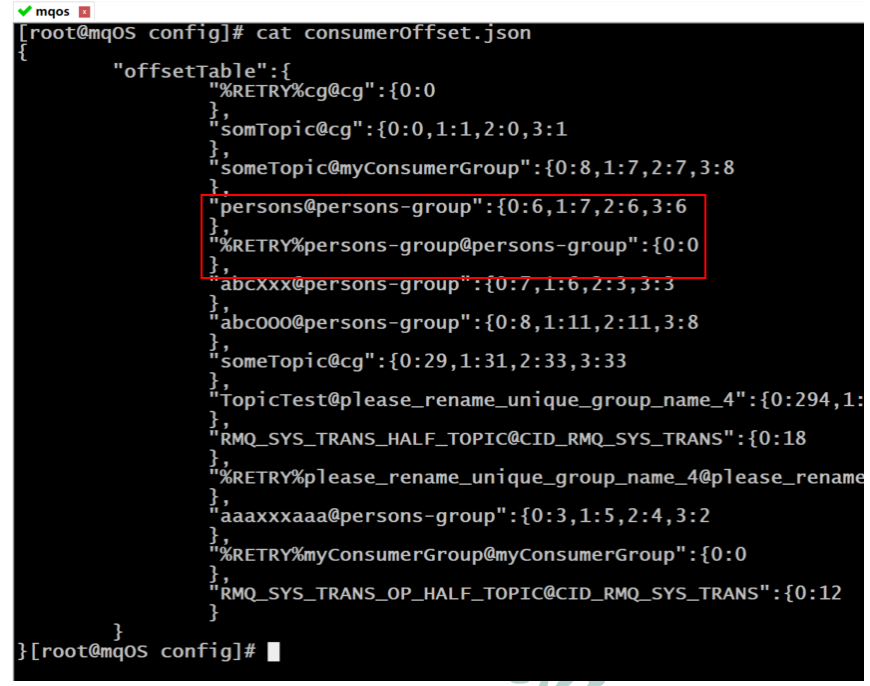 mqos
[root@mqOS config]# cat consumerOffset.json
{
"offsetTable":{
"%RETRY%cg@cg":{0:0
},
"somTopic@cg":{0:0,1:1,2:0,3:1
},
"someTopic@myConsumerGroup":{0:8,1:7,2:7,3:8
},
"persons@persons-group":{0:6,1:7,2:6,3:6
},
"%RETRY%persons-group@persons-group":{0:0
},
"abcXxx@persons-group":{0:7,1:6,2:3,3:3
},
"abcOOO@persons-group":{0:8,1:11,2:11,3:8
},
"someTopic@cg":{0:29,1:31,2:33,3:33
},
"TopicTest@please_rename_unique_group_name_4":{0:294,1:
},
"RMQ_SYS_TRANS_HALF_TOPIC@CID_RMQ_SYS_TRANS":{0:18
},
"%RETRY%please_rename_unique_group_name_4@please_rename
},
"aaaxxxaaa@persons-group":{0:3,1:5,2:4,3:2
},
"%RETRY%myConsumerGroup@myConsumerGroup":{0:0
},
"RMQ_SYS_TRANS_OP_HALF_TOPIC@CID_RMQ_SYS_TRANS":{0:12
}
}
}[root@mqOS config]#